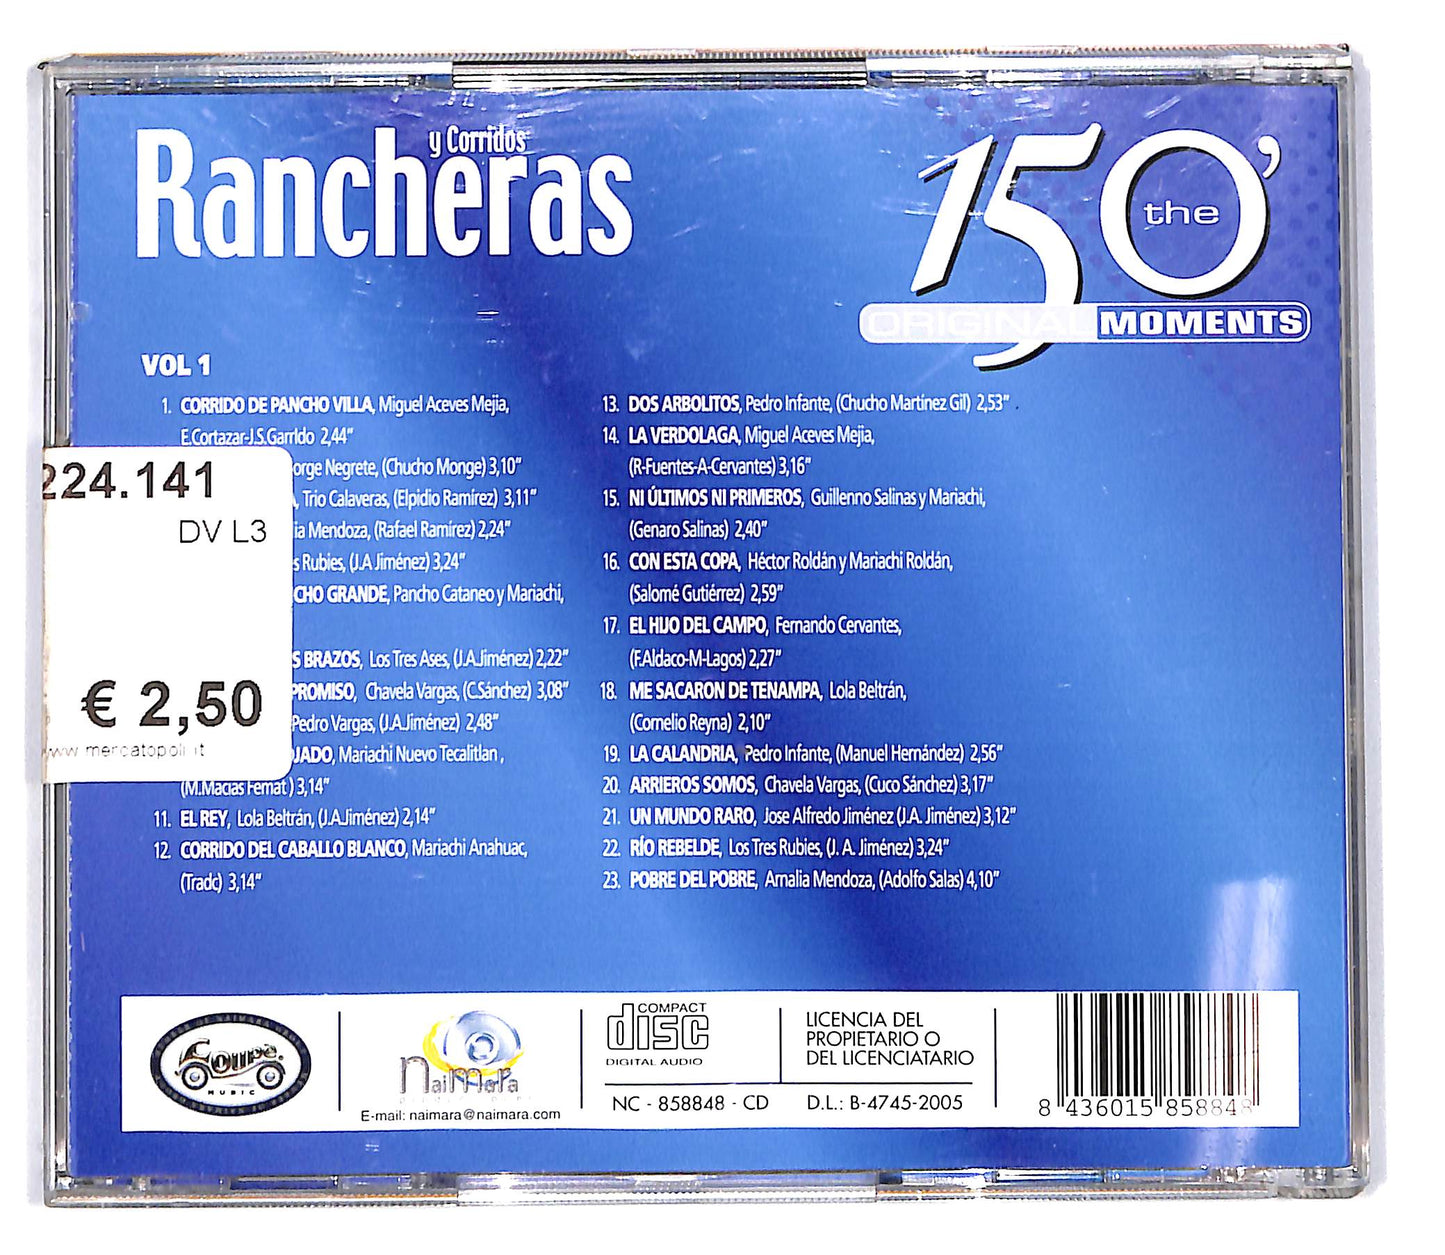 y Corridos
Rancheras
150'
the
ORIGINAL MOMENTS
VOL 1
1. CORRIDO DE PANCHO VILLA, Miguel Aceves Mejia,
E.Cortazar-J.S.Garrldo 2,44"
orge Negrete, (Chucho Monge) 3,10"
, Trio Calaveras, (Elpidio Ramírez) 3,11"
ia Mendoza, (Rafael Ramírez) 2,24"
s Rubies, (J.A Jiménez) 3,24"
CHO GRANDE, Pancho Cataneo y Mariachi,
S BRAZOS, Los Tres Ases, (J.A.Jiménez) 2,22"
PROMISO, Chavela Vargas, (C.Sánchez) 3,08"
Pedro Vargas, (J.A.Jiménez) 2,48"
JADO, Mariachi Nuevo Tecalitlan ,
(M.Macias Femat ) 3,14"
11. EL REY, Lola Beltrán, (J.A.Jiménez) 2,14"
12. CORRIDO DEL CABALLO BLANCO, Mariachi Anahuac,
(Tradc) 3,14"
224.141
DV L3
€ 2,50
www.mercatopoli.it
13. DOS ARBOLITOS, Pedro Infante, (Chucho Martínez Gil) 2,53"
14. LA VERDOLAGA, Miguel Aceves Mejia,
(R-Fuentes-A-Cervantes) 3,16"
15. NI ÚLTIMOS NI PRIMEROS, Guillenno Salinas y Mariachi,
(Genaro Salinas) 2,40"
16. CON ESTA COPA, Héctor Roldán y Mariachi Roldán,
(Salomé Gutiérrez) 2,59"
17. EL HIJO DEL CAMPO, Fernando Cervantes,
(F.Aldaco-M-Lagos) 2,27"
18. ME SACARON DE TENAMPA, Lola Beltrán,
(Cornelio Reyna) 2,10"
19. LA CALANDRIA, Pedro Infante, (Manuel Hernández) 2,56"
20. ARRIEROS SOMOS, Chavela Vargas, (Cuco Sánchez) 3,17"
21. UN MUNDO RARO, Jose Alfredo Jiménez (J.A. Jiménez) 3,12"
22. RÍO REBELDE, Los Tres Rubies, (J. A. Jiménez) 3,24"
23. POBRE DEL POBRE, Amalia Mendoza, (Adolfo Salas) 4,10"
Coupe
MUSIC
NaiMara
E-mail: naimara@naimara.com
COMPACT
disc
DIGITAL AUDIO
NC - 858848 - CD
LICENCIA DEL
PROPIETARIO O
DEL LICENCIATARIO
D.L.: B-4745-2005
8 436015 858848